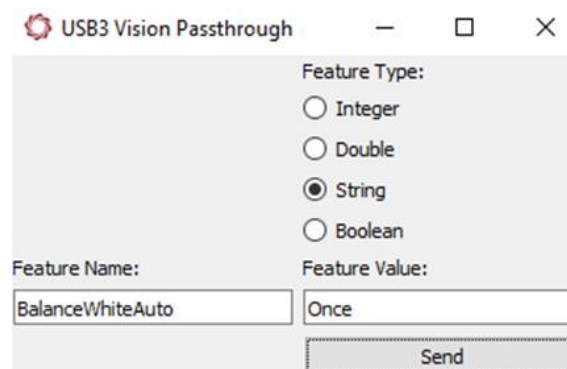 USB3 Vision Passthrough
Feature Type:
Integer
Double
String
Boolean
Feature Name:
Feature Value:
BalanceWhiteAuto
Once
Send